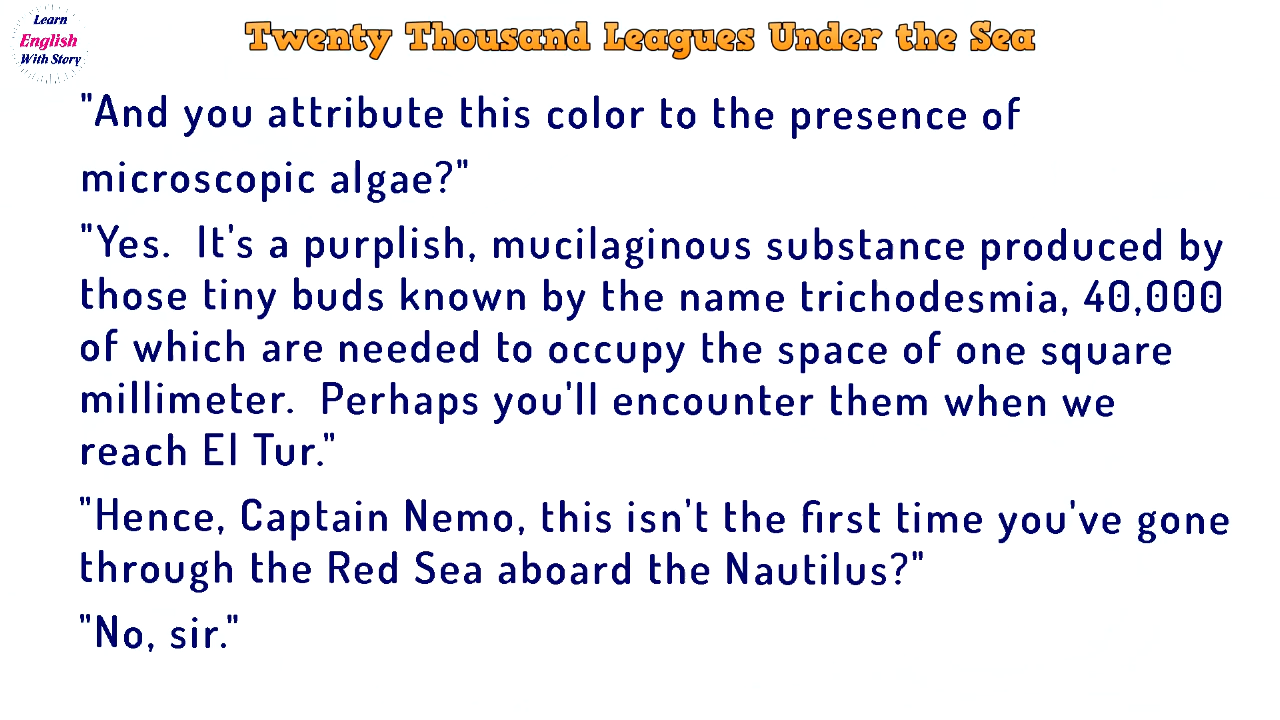 Learn
English
With Story
Twenty Thousand Leagues Under the Sea
"And you attribute this color to the presence of
microscopic algae?"
"Yes.  It's a purplish, mucilaginous substance produced by
those tiny buds known by the name trichodesmia, 40,000
of which are needed to occupy the space of one square
millimeter.  Perhaps you'll encounter them when we
reach El Tur."
"Hence, Captain Nemo, this isn't the first time you've gone
through the Red Sea aboard the Nautilus?"
"No, sir."